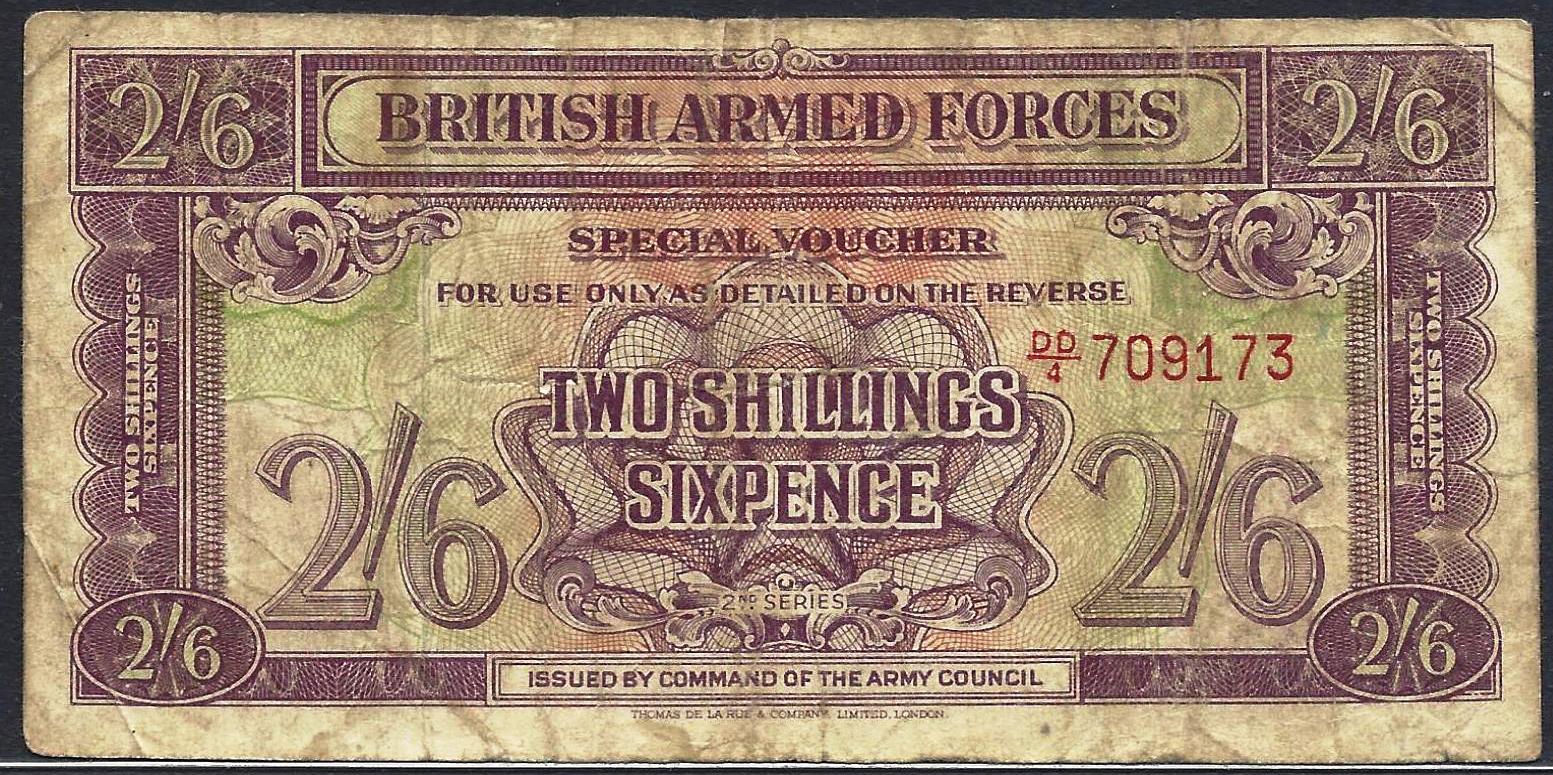 2/6 BRITISH ARMED FORCES 2/6
SPECIAL VOUCHER
FOR USE ONLY AS DETAILED ON THE REVERSE
DD/4 709173
TWO SHILLINGS
SIXPENCE
TWO SHILLINGS
SIXPENCE
TWO SHILLINGS
SIXPENCE
2/6 2/6
2ND SERIES
2/6 2/6
ISSUED BY COMMAND OF THE ARMY COUNCIL
THOMAS DE LA RUE & COMPANY, LIMITED, LONDON.